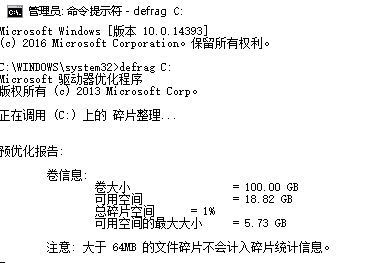 管理员: 命令提示符 - defrag C:
Microsoft Windows [版本 10.0.14393]
(c) 2016 Microsoft Corporation。保留所有权利。
C:\WINDOWS\system32>defrag C:
Microsoft 驱动器优化程序
版权所有 (c) 2013 Microsoft Corp。
正在调用 (C:) 上的 碎片整理...
预优化报告:
卷信息:
卷大小 = 100.00 GB
可用空间 = 18.82 GB
总碎片空间 = 1%
可用空间的最大大小 = 5.73 GB
注意: 大于 64MB 的文件碎片不会计入碎片统计信息。